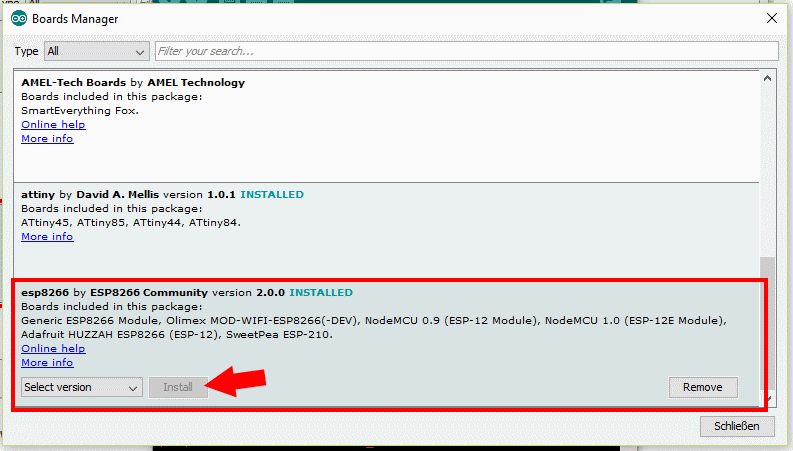 Boards Manager
Type All Filter your search...
AMEL-Tech Boards by AMEL Technology
Boards included in this package:
SmartEverything Fox.
Online help
More info
attiny by David A. Mellis version 1.0.1 INSTALLED
Boards included in this package:
ATtiny45, ATtiny85, ATtiny44, ATtiny84.
More info
esp8266 by ESP8266 Community version 2.0.0 INSTALLED
Boards included in this package:
Generic ESP8266 Module, Olimex MOD-WIFI-ESP8266(-DEV), NodeMCU 0.9 (ESP-12 Module), NodeMCU 1.0 (ESP-12E Module),
Adafruit HUZZAH ESP8266 (ESP-12), SweetPea ESP-210.
Online help
More info
Select version Install Remove
Schließen